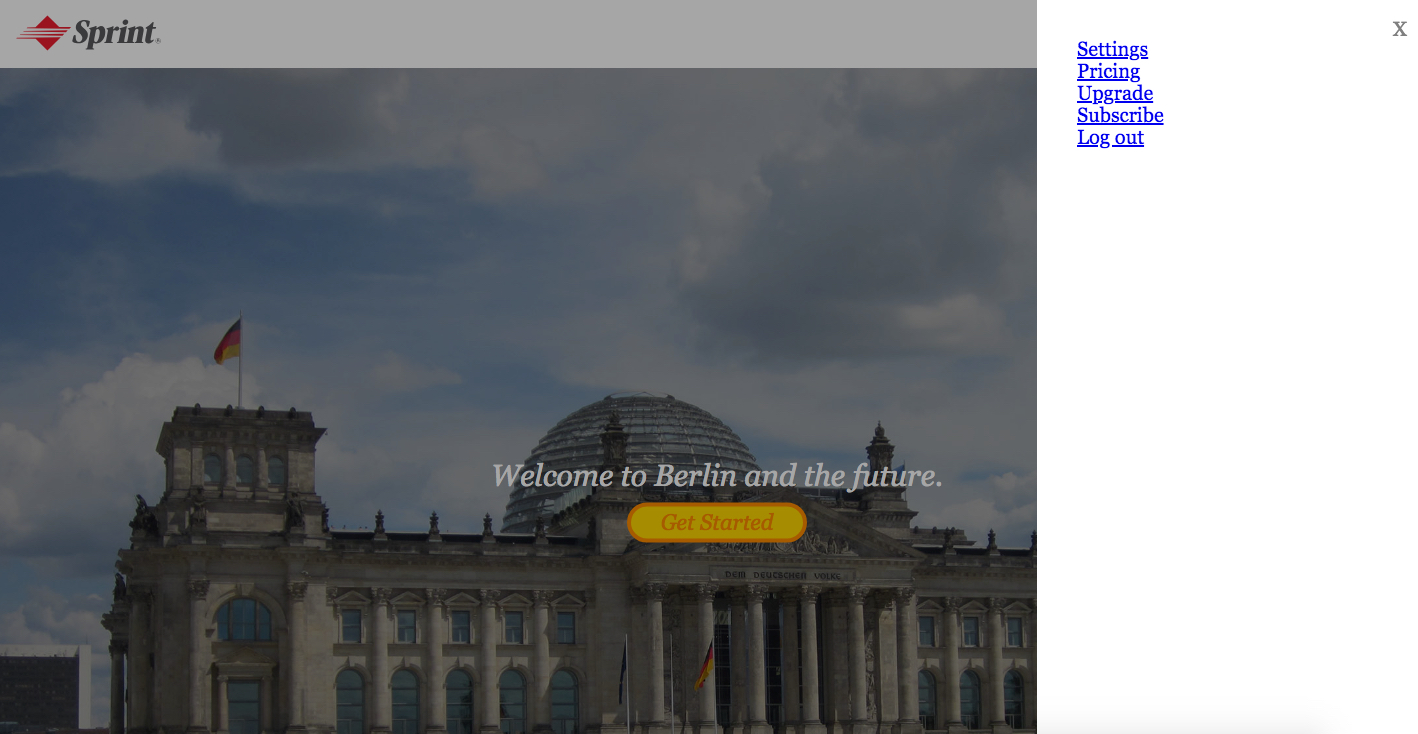 Sprint®
X
Settings
Pricing
Upgrade
Subscribe
Log out
Welcome to Berlin and the future.
Get Started
DEM DEUTSCHEN VOLKE